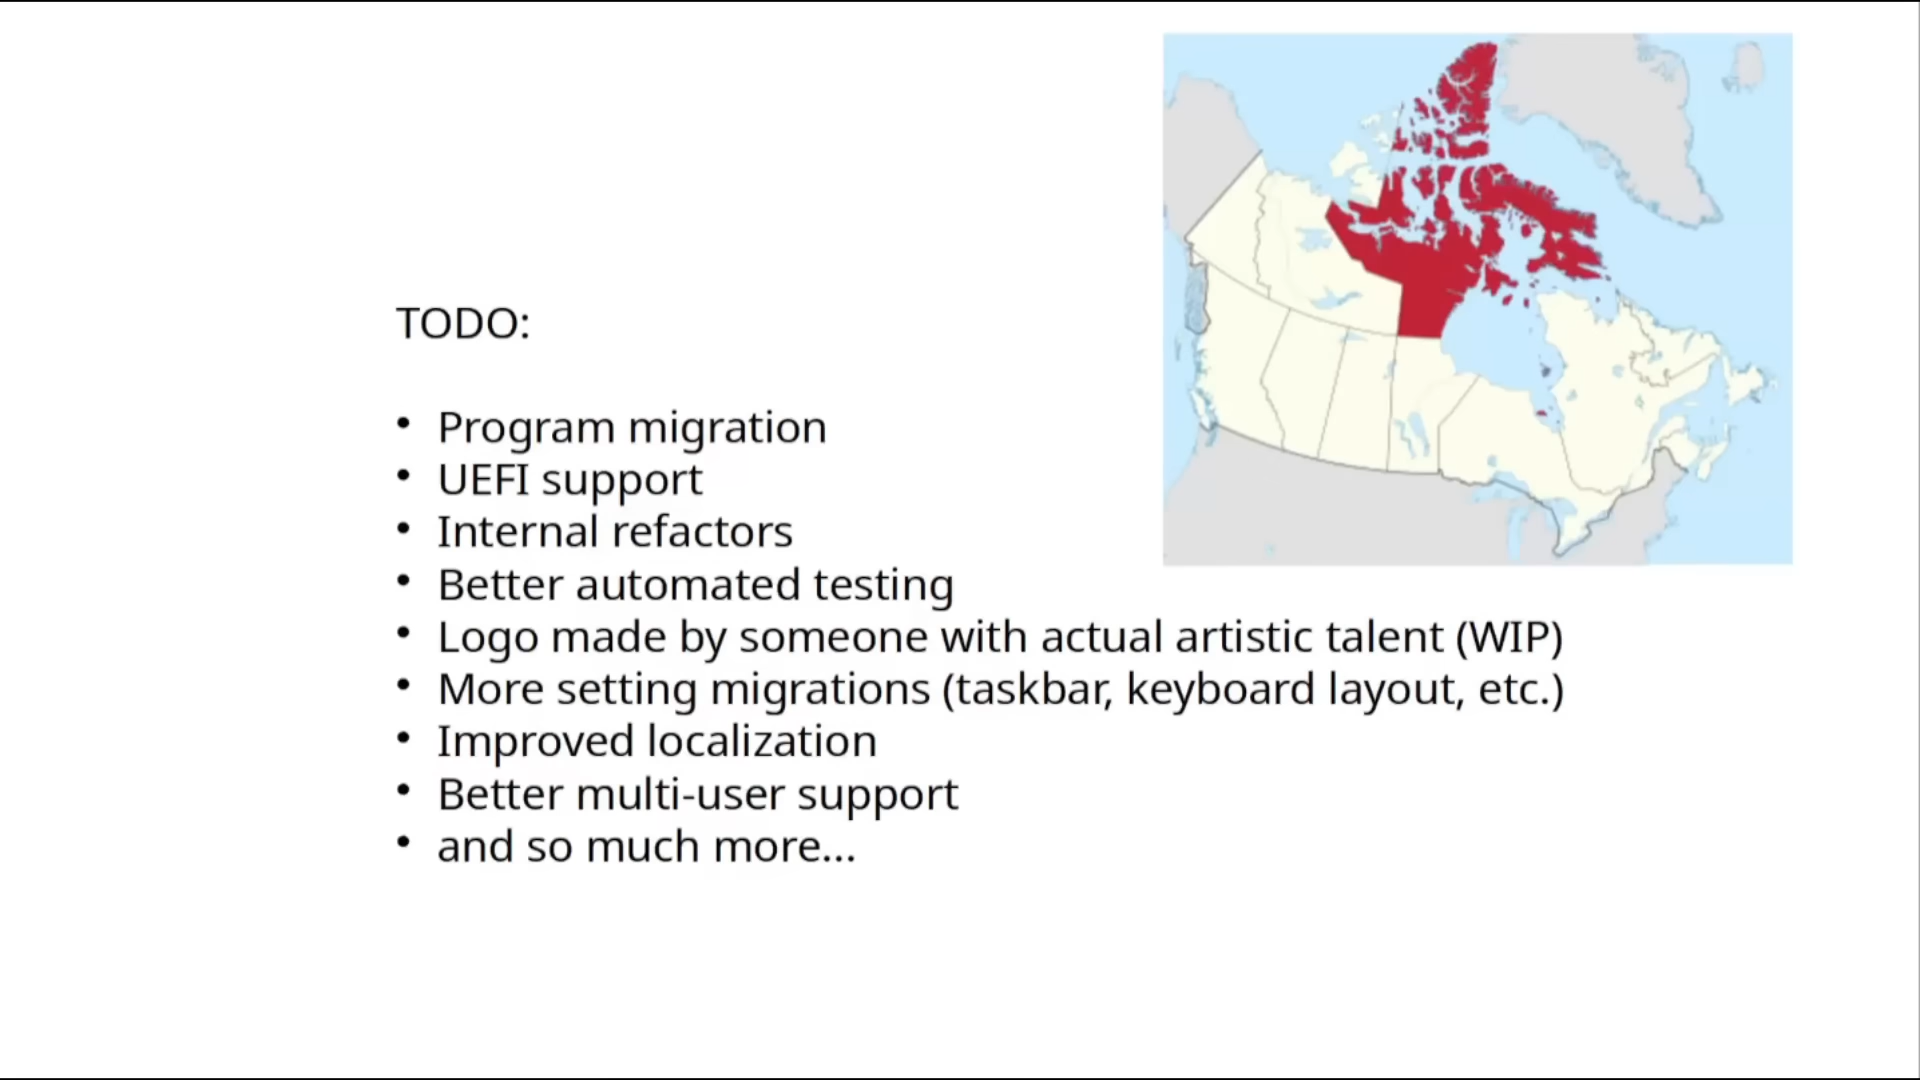 TODO:
• Program migration
• UEFI support
• Internal refactors
• Better automated testing
• Logo made by someone with actual artistic talent (WIP)
• More setting migrations (taskbar, keyboard layout, etc.)
• Improved localization
• Better multi-user support
• and so much more...